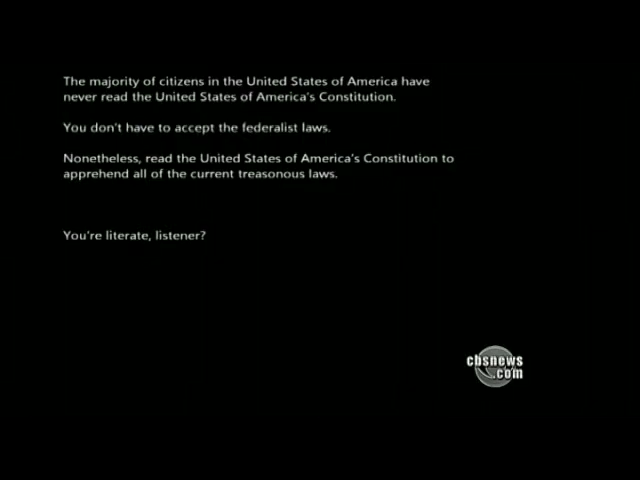 The majority of citizens in the United States of America have
never read the United States of America's Constitution.
You don't have to accept the federalist laws.
Nonetheless, read the United States of America's Constitution to
apprehend all of the current treasonous laws.
You're literate, listener?
cbsnews
.com